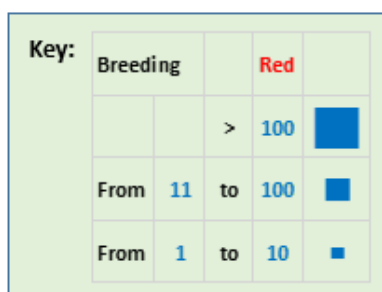 Key:
Breeding Red
> 100
From 11 to 100
From 1 to 10